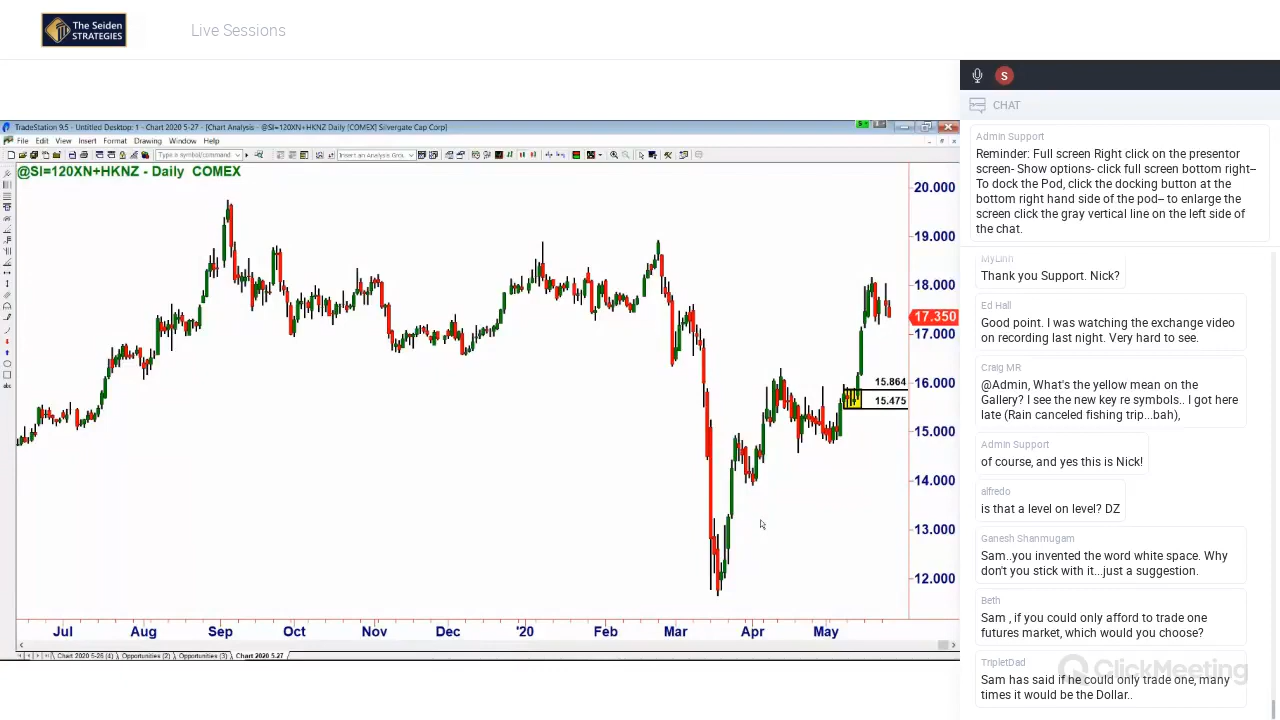 The Seiden
STRATEGIES
Live Sessions
S
CHAT
Admin Support
Reminder: Full screen Right click on the presentor
screen- Show options- click full screen bottom right--
To dock the Pod, click the docking button at the
bottom right hand side of the pod-- to enlarge the
screen click the gray vertical line on the left side of
the chat.
MyLinh
Thank you Support. Nick?
Ed Hall
Good point. I was watching the exchange video
on recording last night. Very hard to see.
Craig MR
@Admin, What's the yellow mean on the
Gallery? I see the new key re symbols.. I got here
late (Rain canceled fishing trip...bah),
Admin Support
of course, and yes this is Nick!
alfredo
is that a level on level? DZ
Ganesh Shanmugam
Sam..you invented the word white space. Why
don't you stick with it...just a suggestion.
Beth
Sam , if you could only afford to trade one
futures market, which would you choose?
TripletDad
Sam has said if he could only trade one, many
times it would be the Dollar..
ClickMeeting
TradeStation 9.5 - Untitled Desktop: 1 - Chart 2020 5-27 - [Chart Analysis - @SI=120XN+HKNZ Daily [COMEX] Silvergate Cap Corp]
File Edit View Insert Format Drawing Window Help
Type a symbol/command
Insert an Analysis Grou
@SI=120XN+HKNZ - Daily COMEX
20.000
19.000
18.000
17.350
17.000
16.000
15.864
15.475
15.000
14.000
13.000
12.000
Jul Aug Sep Oct Nov Dec '20 Feb Mar Apr May
Chart 2020 5-26 (4) Opportunities (2) Opportunities (3) Chart 2020 5.27